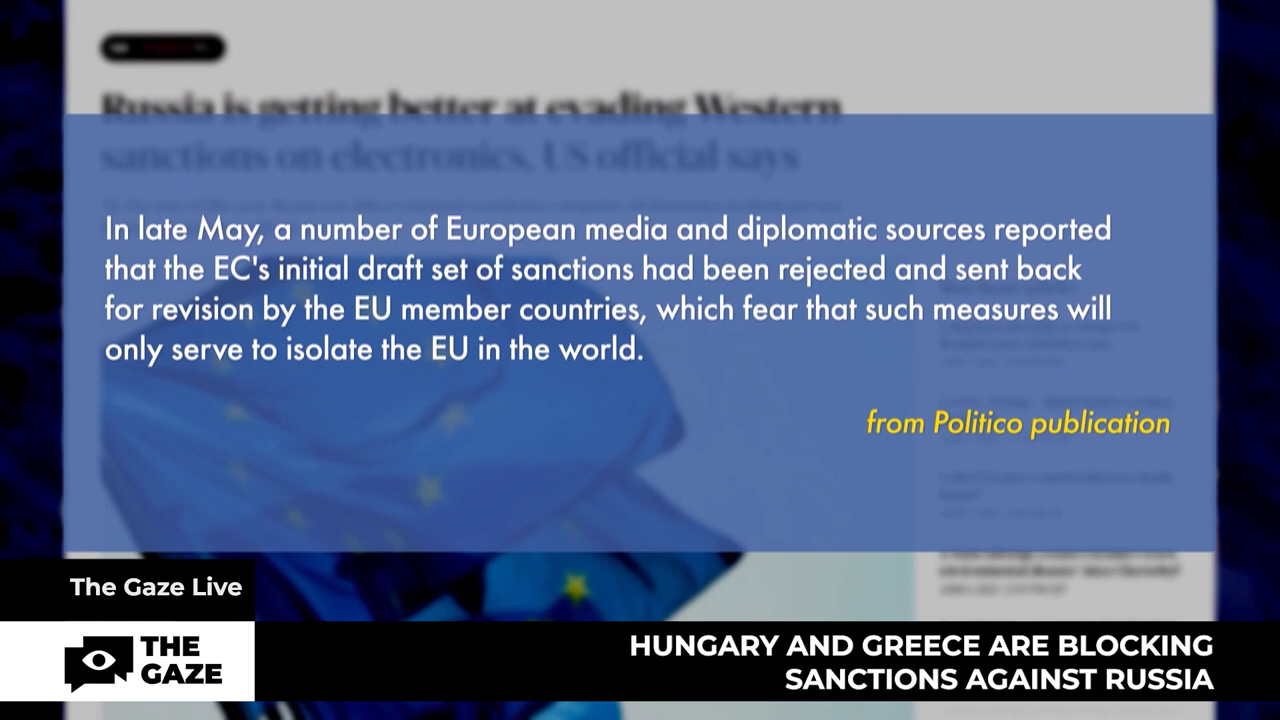 Russia is getting better at evading Western
sanctions on electronics, US official says
In late May, a number of European media and diplomatic sources reported
that the EC's initial draft set of sanctions had been rejected and sent back
for revision by the EU member countries, which fear that such measures will
only serve to isolate the EU in the world.
from Politico publication
The Gaze Live
THE
GAZE
HUNGARY AND GREECE ARE BLOCKING
SANCTIONS AGAINST RUSSIA